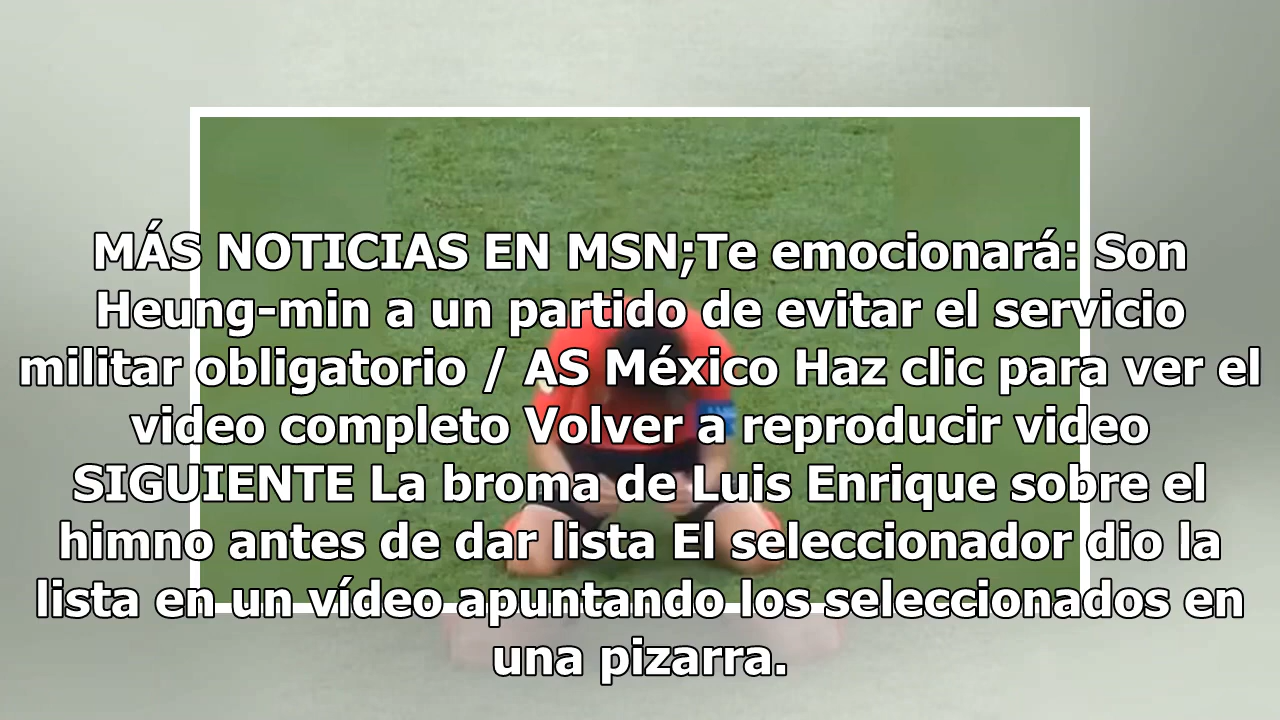 MÁS NOTICIAS EN MSN;Te emocionará: Son
Heung-min a un partido de evitar el servicio
militar obligatorio / AS México Haz clic para ver el
video completo Volver a reproducir video
SIGUIENTE La broma de Luis Enrique sobre el
himno antes de dar lista El seleccionador dio la
lista en un vídeo apuntando los seleccionados en
una pizarra.